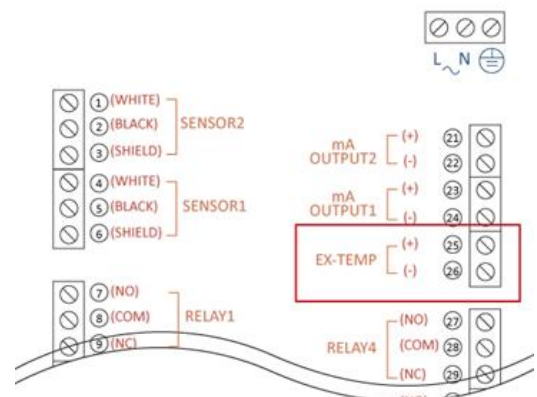 L N
1 (WHITE)
2 (BLACK) SENSOR2
3 (SHIELD)
4 (WHITE)
5 (BLACK) SENSOR1
6 (SHIELD)
7 (NO)
8 (COM) RELAY1
9 (NC)
mA OUTPUT2 (+) 21
(-) 22
mA OUTPUT1 (+) 23
(-) 24
EX-TEMP (+) 25
(-) 26
(NO) 27
RELAY4 (COM) 28
(NC) 29